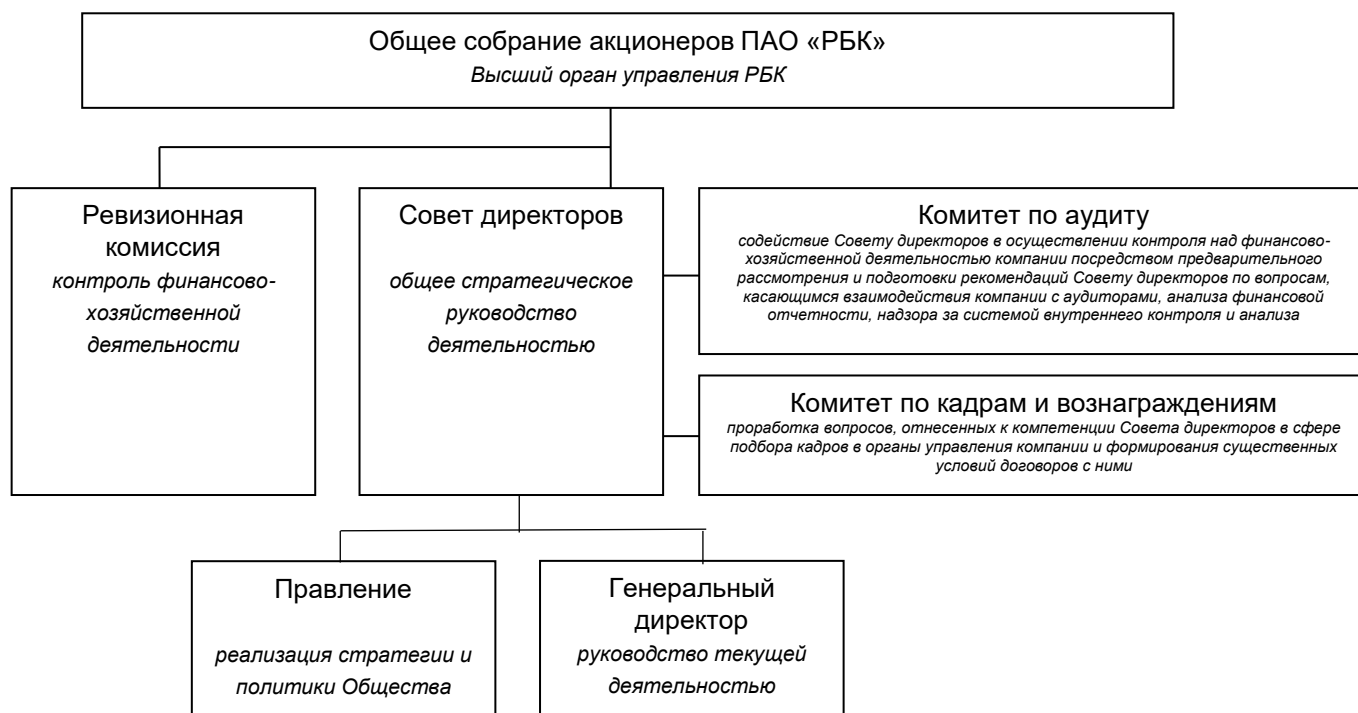 Общее собрание акционеров ПАО «РБК»
Высший орган управления РБК
Ревизионная
комиссия
контроль финансово-
хозяйственной
деятельности
Совет директоров
общее стратегическое
руководство
деятельностью
Комитет по аудиту
содействие Совету директоров в осуществлении контроля над финансово-
хозяйственной деятельностью компании посредством предварительного
рассмотрения и подготовки рекомендаций Совету директоров по вопросам,
касающимся взаимодействия компании с аудиторами, анализа финансовой
отчетности, надзора за системой внутреннего контроля и анализа
Комитет по кадрам и вознаграждениям
проработка вопросов, отнесенных к компетенции Совета директоров в сфере
подбора кадров в органы управления компании и формирования существенных
условий договоров с ними
Правление
реализация стратегии и
политики Общества
Генеральный
директор
руководство текущей
деятельностью